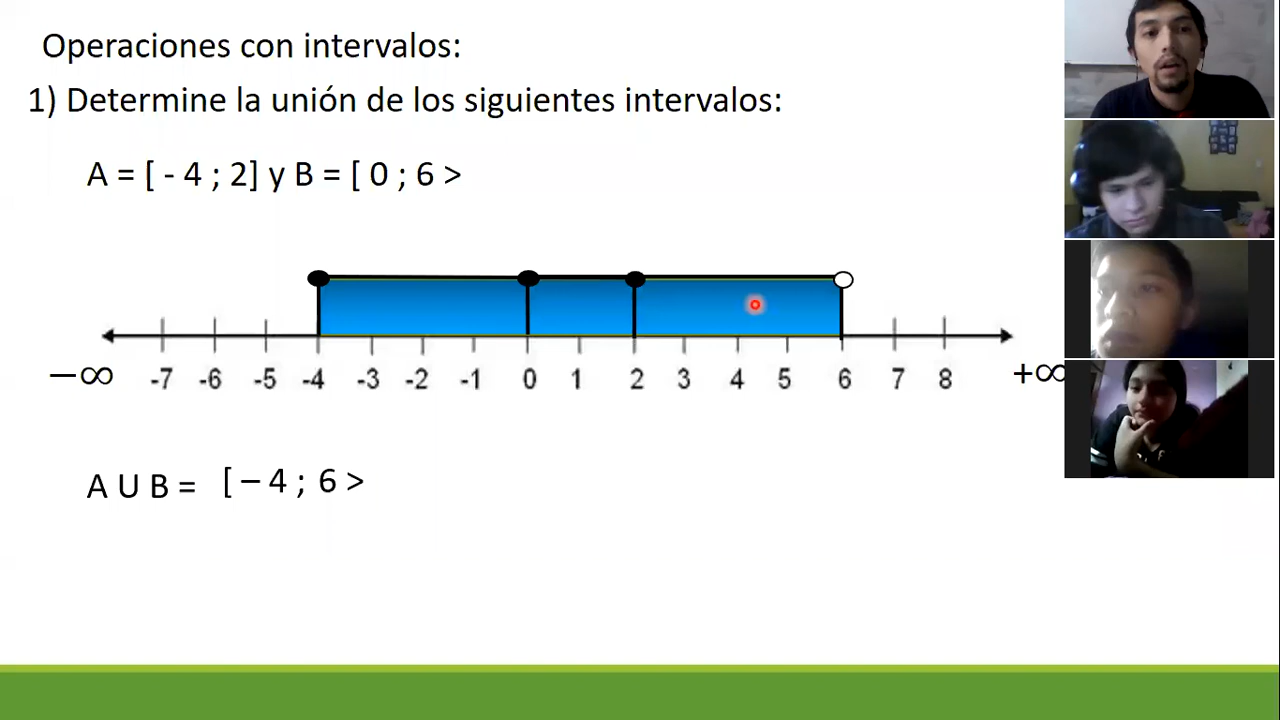 Operaciones con intervalos:
1) Determine la unión de los siguientes intervalos:
A = [ - 4 ; 2] y B = [ 0 ; 6 >
−∞ -7 -6 -5 -4 -3 -2 -1 0 1 2 3 4 5 6 7 8 +∞
A U B = [ – 4 ; 6 >